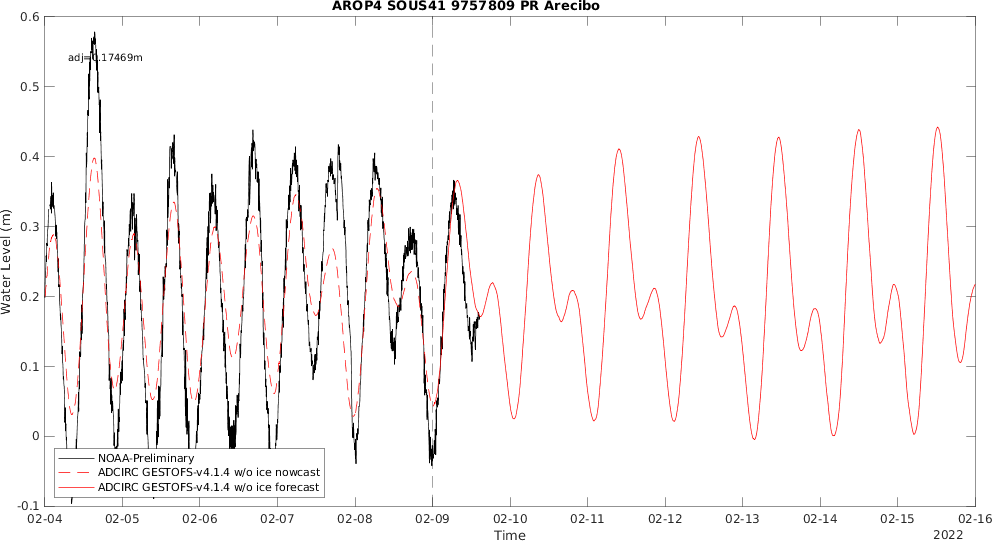 AROP4 SOUS41 9757809 PR Arecibo
adj=0.17469m
Water Level (m)
0.6
0.5
0.4
0.3
0.2
0.1
0
-0.1
NOAA-Preliminary
ADCIRC GESTOFS-v4.1.4 w/o ice nowcast
ADCIRC GESTOFS-v4.1.4 w/o ice forecast
02-04 02-05 02-06 02-07 02-08 02-09 02-10 02-11 02-12 02-13 02-14 02-15 02-16
Time
2022